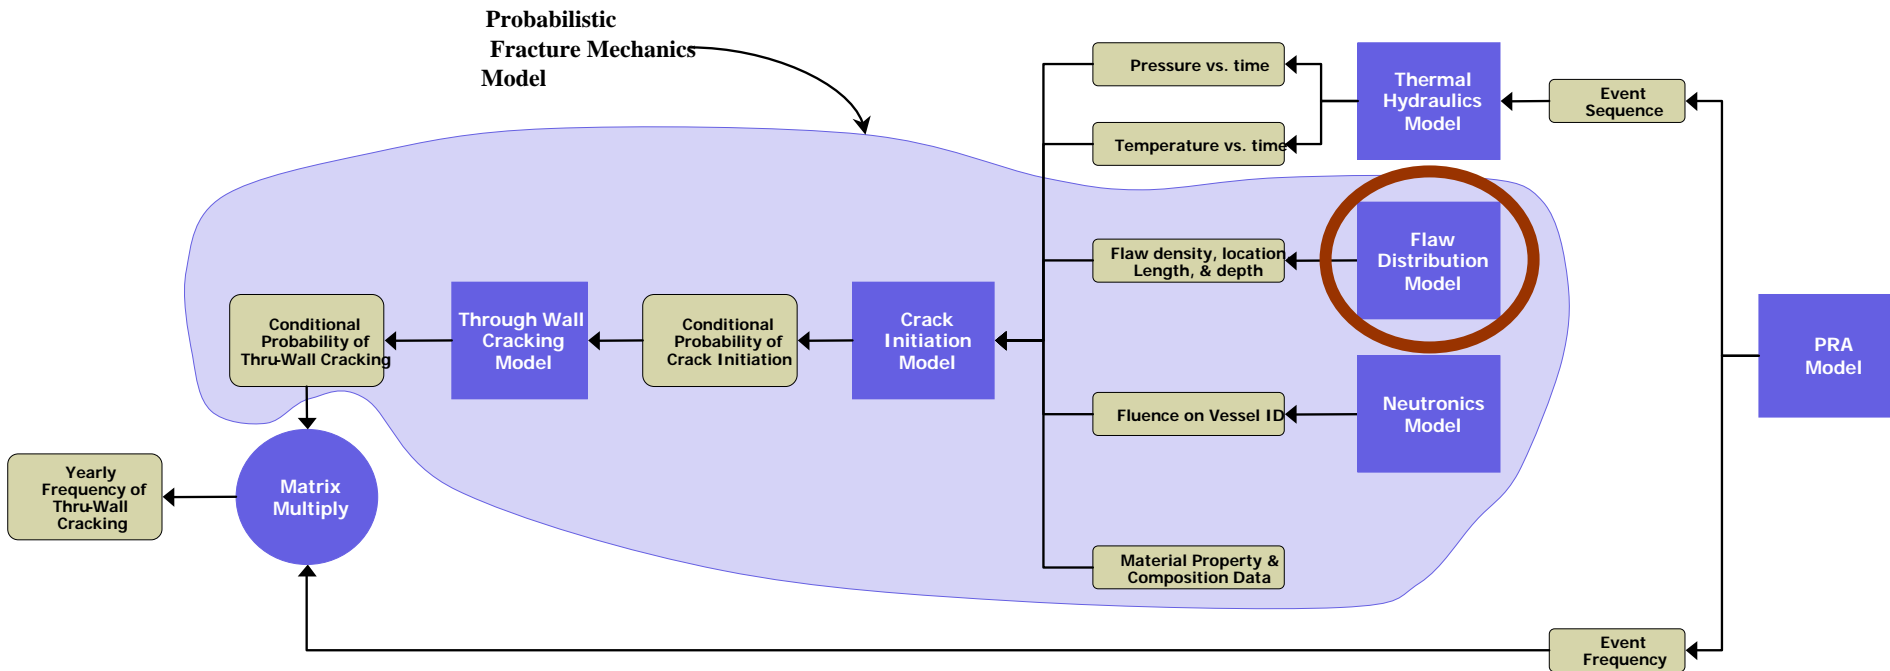 Probabilistic
Fracture Mechanics
Model
Pressure vs. time
Temperature vs. time
Thermal
Hydraulics
Model
Event
Sequence
Flaw density, location
Length, & depth
Flaw
Distribution
Model
Conditional
Probability of
Thru-Wall Cracking
Through Wall
Cracking
Model
Conditional
Probability of
Crack Initiation
Crack
Initiation
Model
PRA
Model
Fluence on Vessel ID
Neutronics
Model
Yearly
Frequency of
Thru-Wall
Cracking
Matrix
Multiply
Material Property &
Composition Data
Event
Frequency